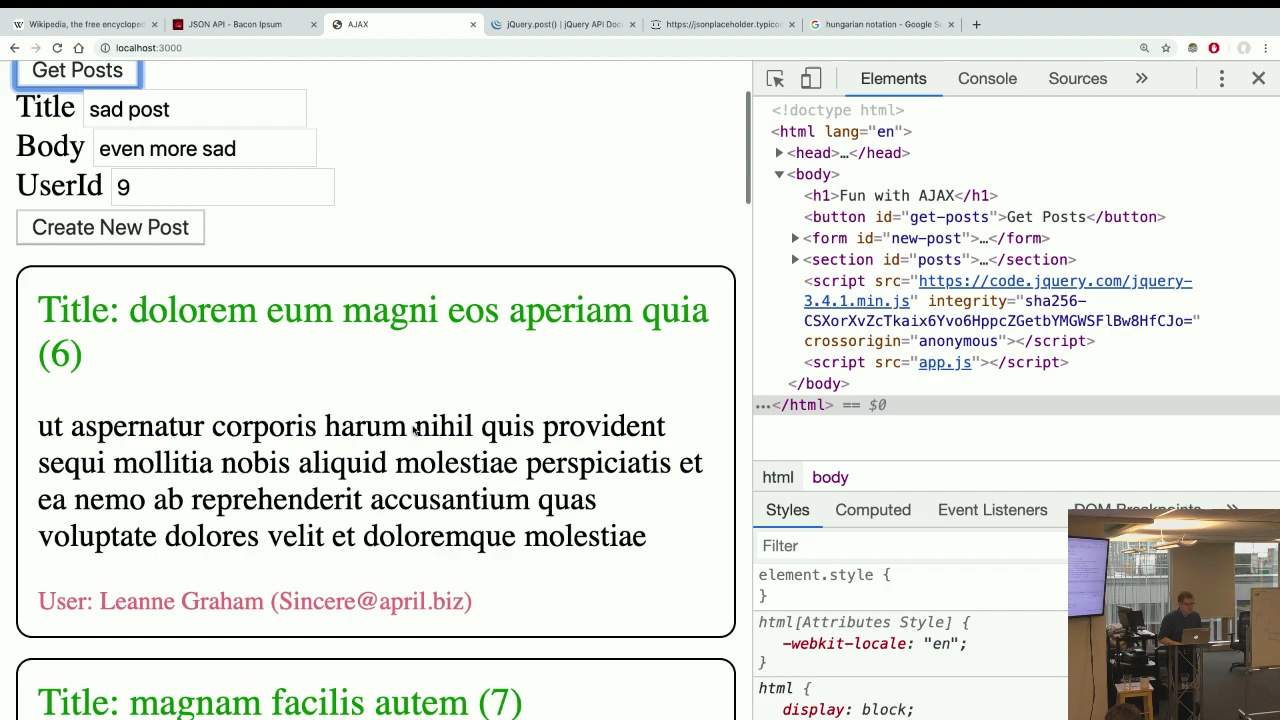 Wikipedia, the free encycloped
JSON API - Bacon Ipsum
AJAX
jQuery.post() | jQuery API Doc
https://jsonplaceholder.typico
hungarian notation - Google Se
localhost:3000
Get Posts
Title sad post
Body even more sad
UserId 9
Create New Post
Title: dolorem eum magni eos aperiam quia
(6)
ut aspernatur corporis harum nihil quis provident
sequi mollitia nobis aliquid molestiae perspiciatis et
ea nemo ab reprehenderit accusantium quas
voluptate dolores velit et doloremque molestiae
User: Leanne Graham (Sincere@april.biz)
Title: magnam facilis autem (7)
Elements Console Sources »
<!doctype html>
<html lang="en">
<head>…</head>
<body>
<h1>Fun with AJAX</h1>
<button id="get-posts">Get Posts</button>
<form id="new-post">…</form>
<section id="posts">…</section>
<script src="https://code.jquery.com/jquery-
3.4.1.min.js" integrity="sha256-
CSXorXvZcTkaix6Yvo6HppcZGetbYMGWSFlBw8HfCJo="
crossorigin="anonymous"></script>
<script src="app.js"></script>
</body>
…</html> == $0
html body
Styles Computed Event Listeners DOM Breakpoints »
Filter
element.style {
}
html[Attributes Style] {
-webkit-locale: "en";
}
html {
display: block;